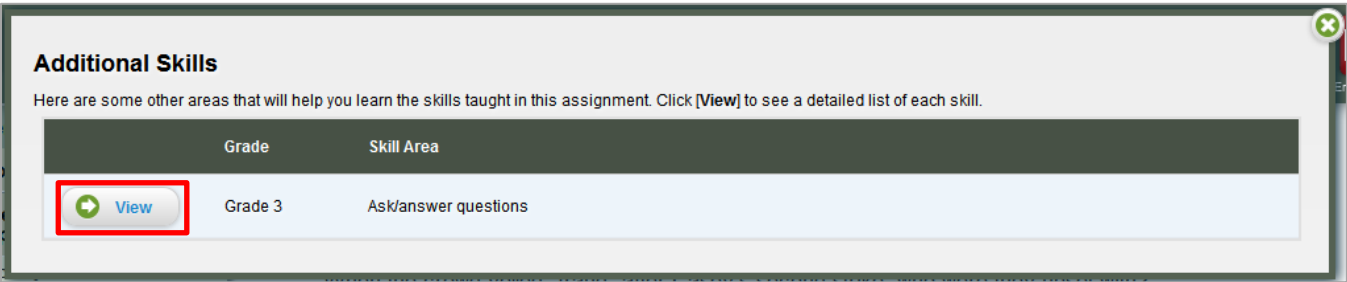 Additional Skills
Here are some other areas that will help you learn the skills taught in this assignment. Click [View] to see a detailed list of each skill.
Grade Skill Area
View Grade 3 Ask/answer questions